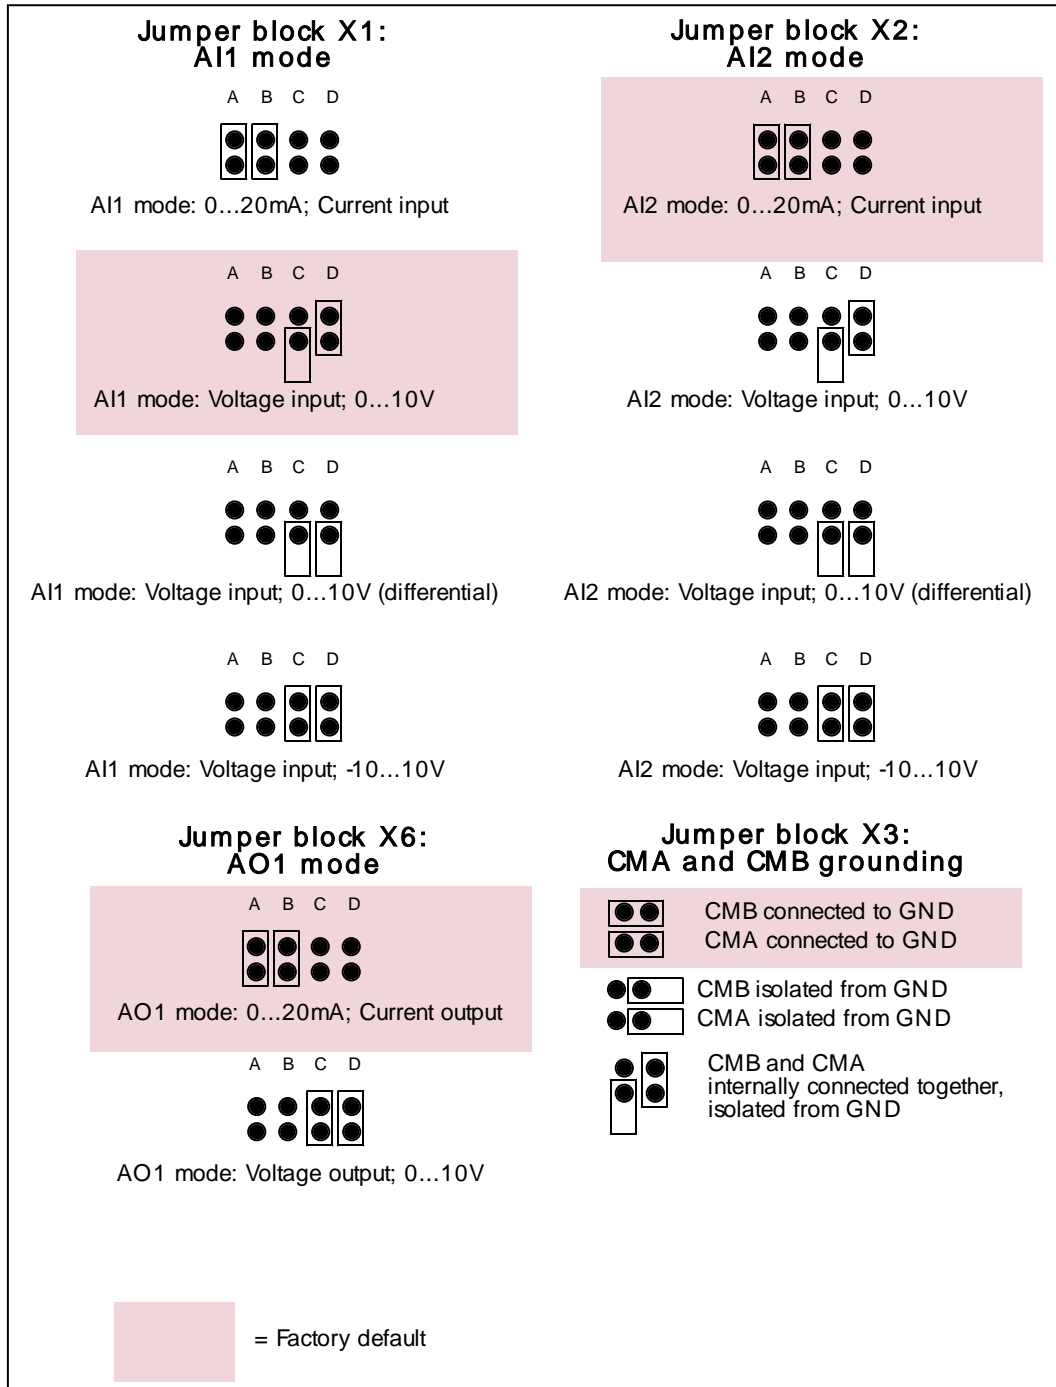 Jumper block X1:
AI1 mode
A B C D
AI1 mode: 0...20mA; Current input
A B C D
AI1 mode: Voltage input; 0...10V
A B C D
AI1 mode: Voltage input; 0...10V (differential)
A B C D
AI1 mode: Voltage input; -10...10V
Jumper block X2:
AI2 mode
A B C D
AI2 mode: 0...20mA; Current input
A B C D
AI2 mode: Voltage input; 0...10V
A B C D
AI2 mode: Voltage input; 0...10V (differential)
A B C D
AI2 mode: Voltage input; -10...10V
Jumper block X6:
AO1 mode
A B C D
AO1 mode: 0...20mA; Current output
A B C D
AO1 mode: Voltage output; 0...10V
Jumper block X3:
CMA and CMB grounding
CMB connected to GND
CMA connected to GND
CMB isolated from GND
CMA isolated from GND
CMB and CMA
internally connected together,
isolated from GND
= Factory default